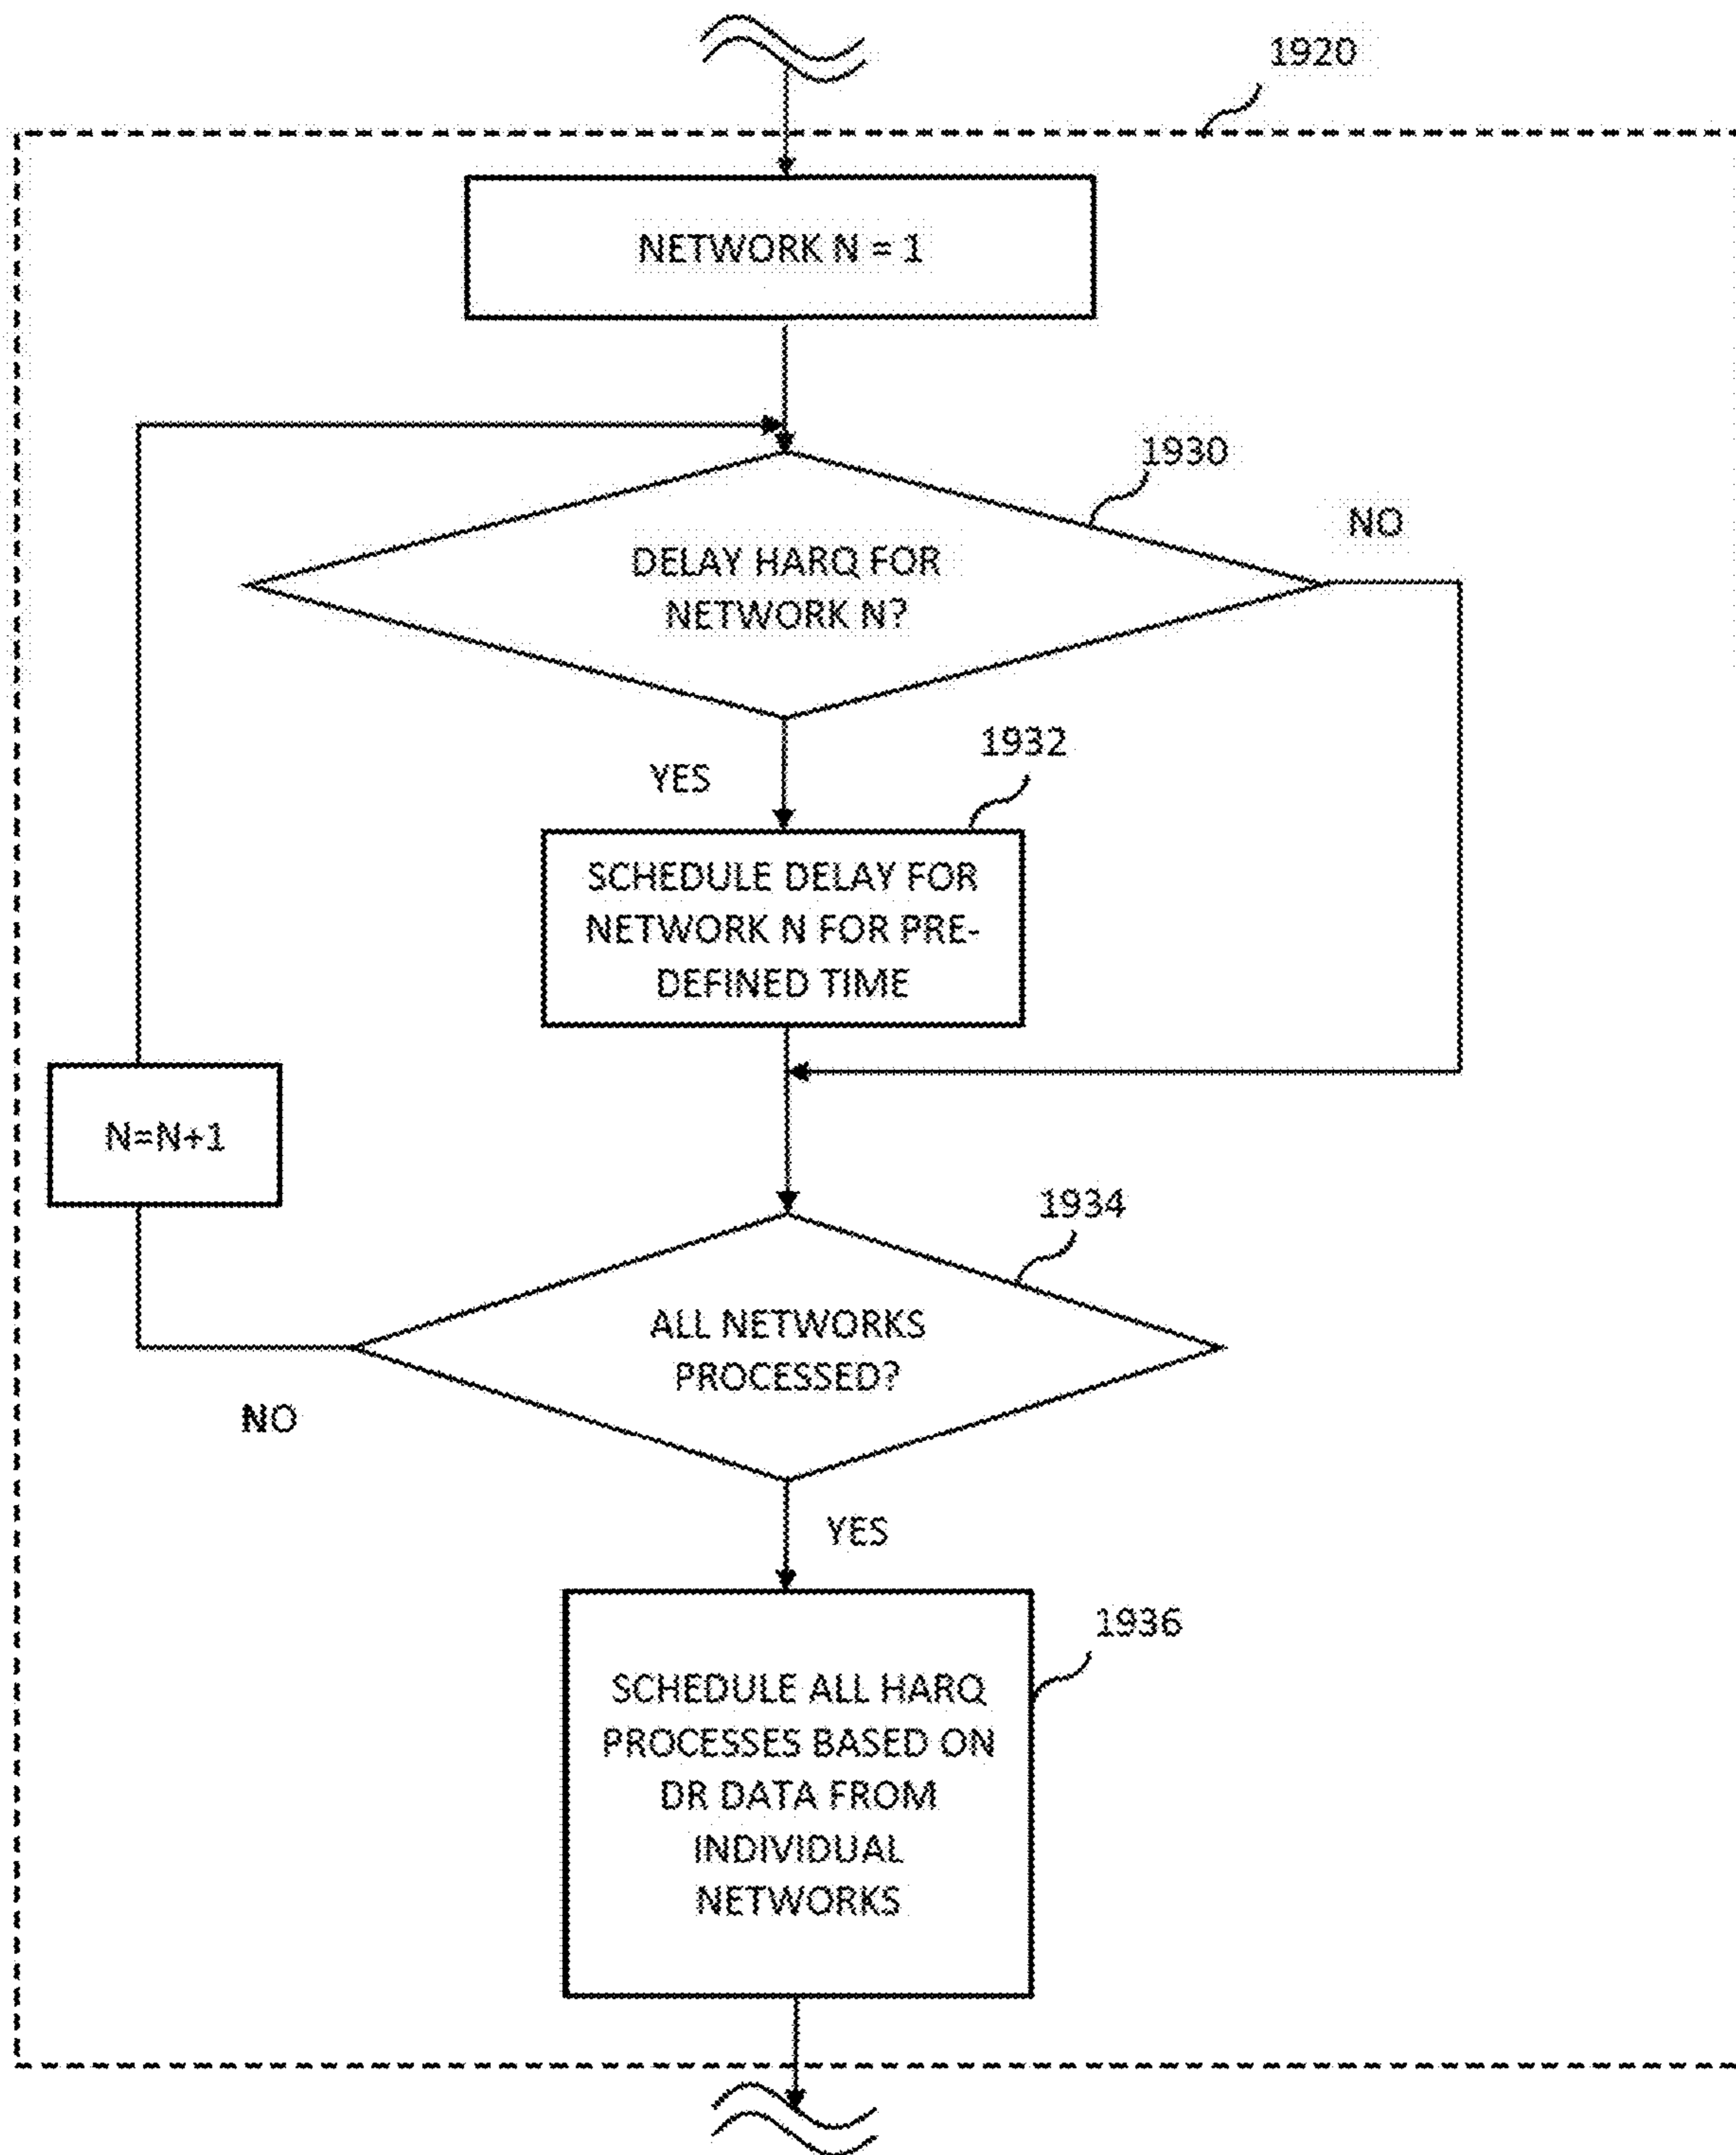 1920
NETWORK N = 1
1930
NO
DELAY HARQ FOR
NETWORK N?
1932
YES
SCHEDULE DELAY FOR
NETWORK N FOR PRE-
DEFINED TIME
N=N+1
1934
ALL NETWORKS
PROCESSED?
NO
YES
1936
SCHEDULE ALL HARQ
PROCESSES BASED ON
DR DATA FROM
INDIVIDUAL
NETWORKS